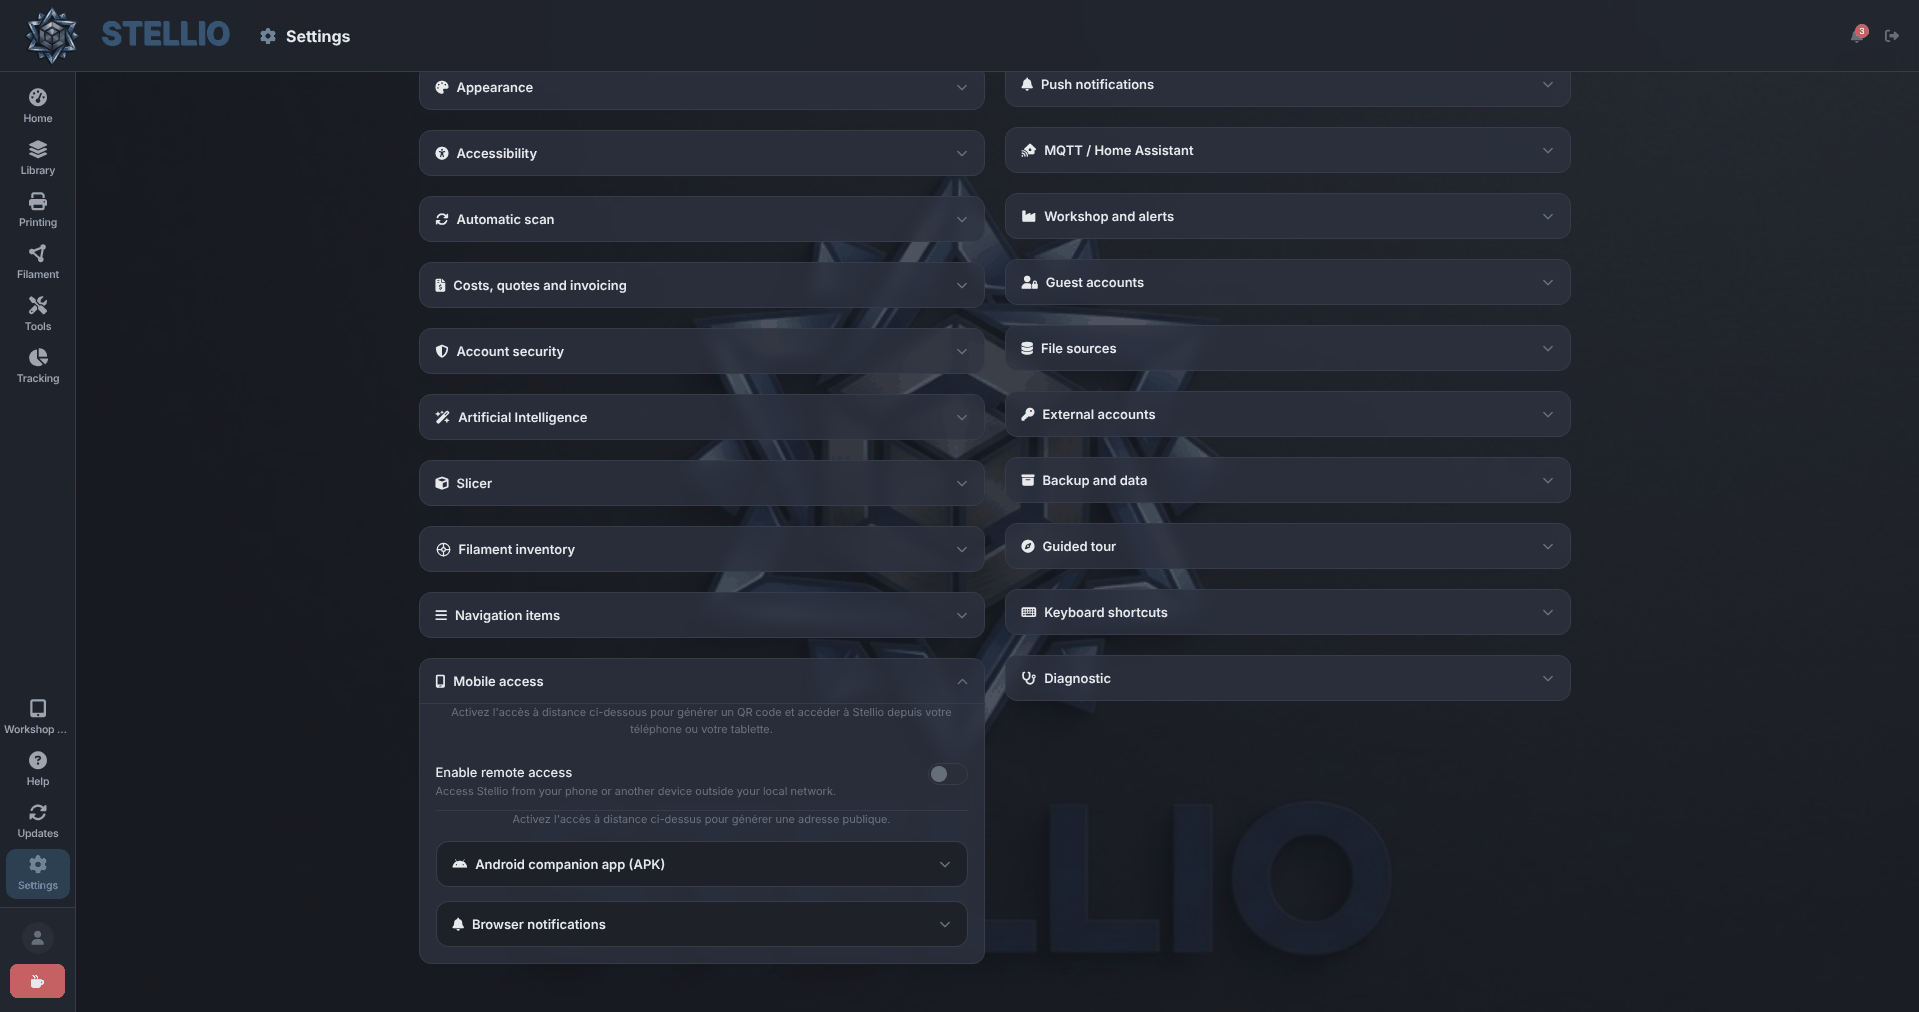 STELLIO
Settings
3
Home
Library
Printing
Filament
Tools
Tracking
Workshop ...
Help
Updates
Settings
Appearance
Accessibility
Automatic scan
Costs, quotes and invoicing
Account security
Artificial Intelligence
Slicer
Filament inventory
Navigation items
Mobile access
Activez l'accès à distance ci-dessous pour générer un QR code et accéder à Stellio depuis votre
téléphone ou votre tablette.
Enable remote access
Access Stellio from your phone or another device outside your local network.
Activez l'accès à distance ci-dessus pour générer une adresse publique.
Android companion app (APK)
Browser notifications
Push notifications
MQTT / Home Assistant
Workshop and alerts
Guest accounts
File sources
External accounts
Backup and data
Guided tour
Keyboard shortcuts
Diagnostic
LLIO